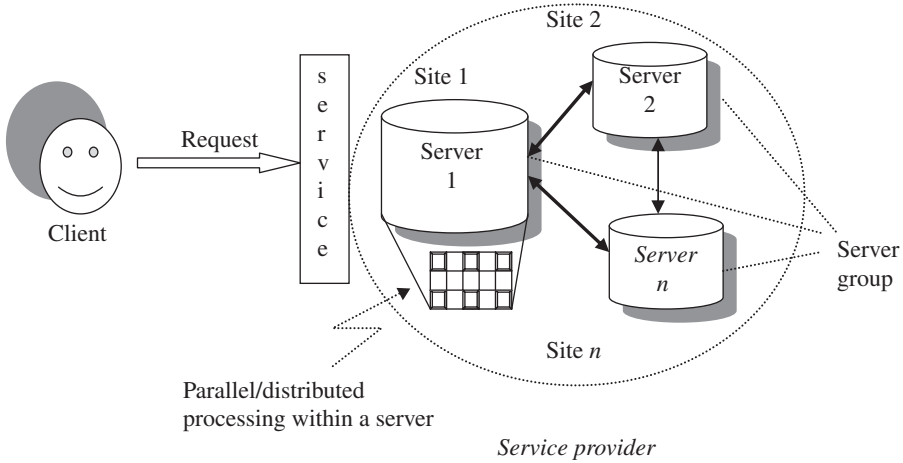 Site 2
service
Site 1
Server
2
Request
Server
1
Client
Server
n
Server
group
Site n
Parallel/distributed
processing within a server
Service provider